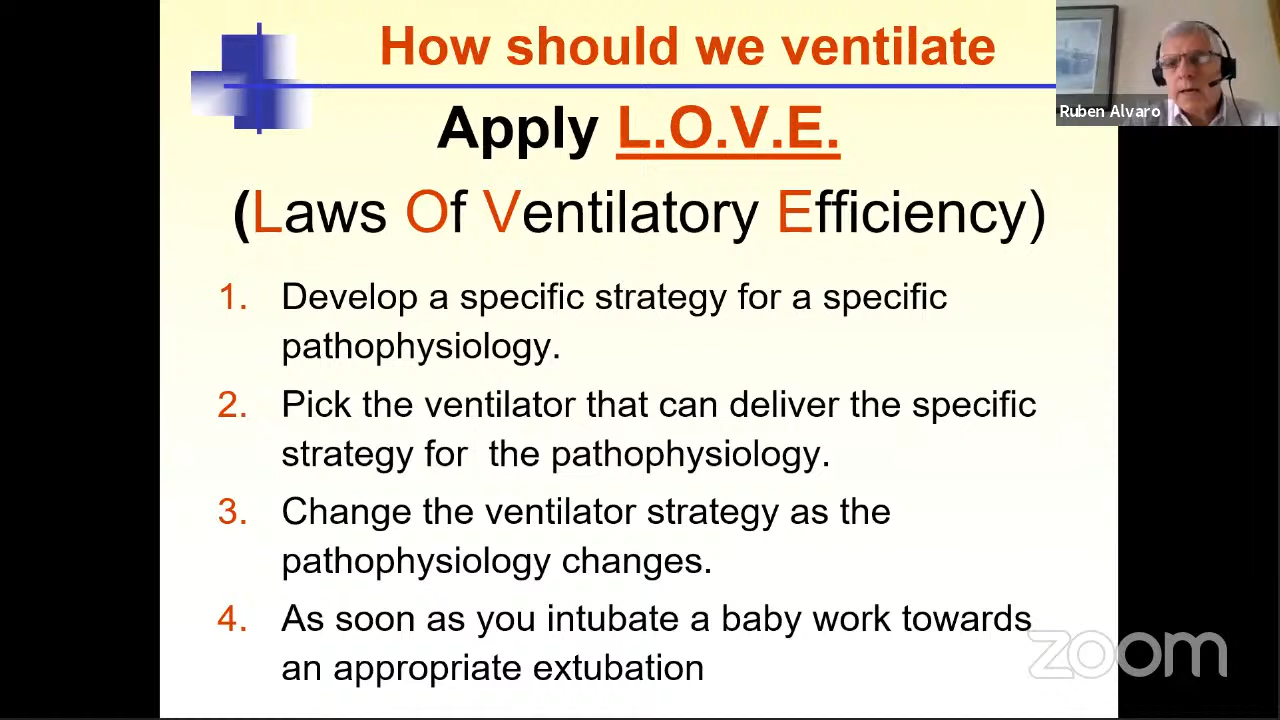 How should we ventilate
Ruben Alvaro
Apply L.O.V.E.
(Laws Of Ventilatory Efficiency)
1. Develop a specific strategy for a specific
pathophysiology.
2. Pick the ventilator that can deliver the specific
strategy for the pathophysiology.
3. Change the ventilator strategy as the
pathophysiology changes.
4. As soon as you intubate a baby work towards
an appropriate extubation
zoom